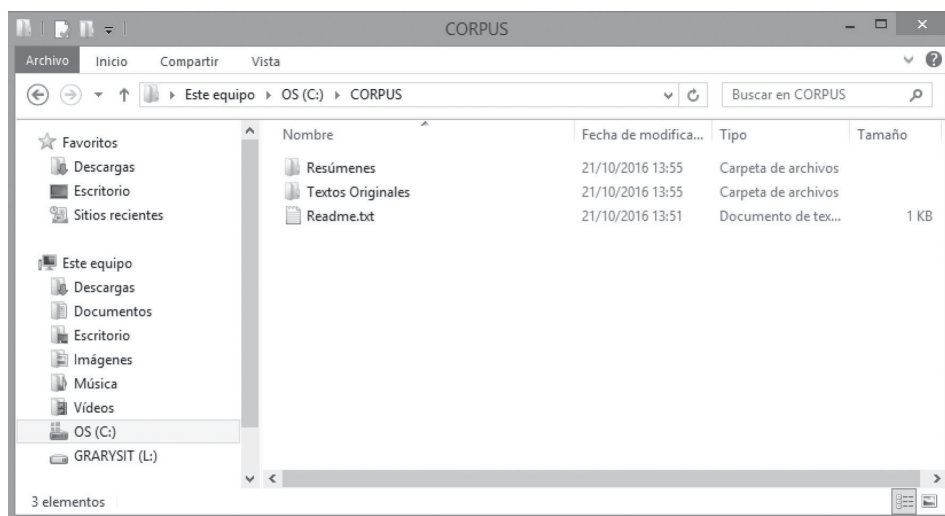 CORPUS
Archivo Inicio Compartir Vista
Este equipo OS (C:) CORPUS Buscar en CORPUS
Favoritos
Descargas
Escritorio
Sitios recientes
Este equipo
Descargas
Documentos
Escritorio
Imágenes
Música
Vídeos
OS (C:)
GRARYSIT (L:)
Nombre Fecha de modifica... Tipo Tamaño
Resúmenes 21/10/2016 13:55 Carpeta de archivos
Textos Originales 21/10/2016 13:55 Carpeta de archivos
Readme.txt 21/10/2016 13:51 Documento de tex... 1 KB
3 elementos